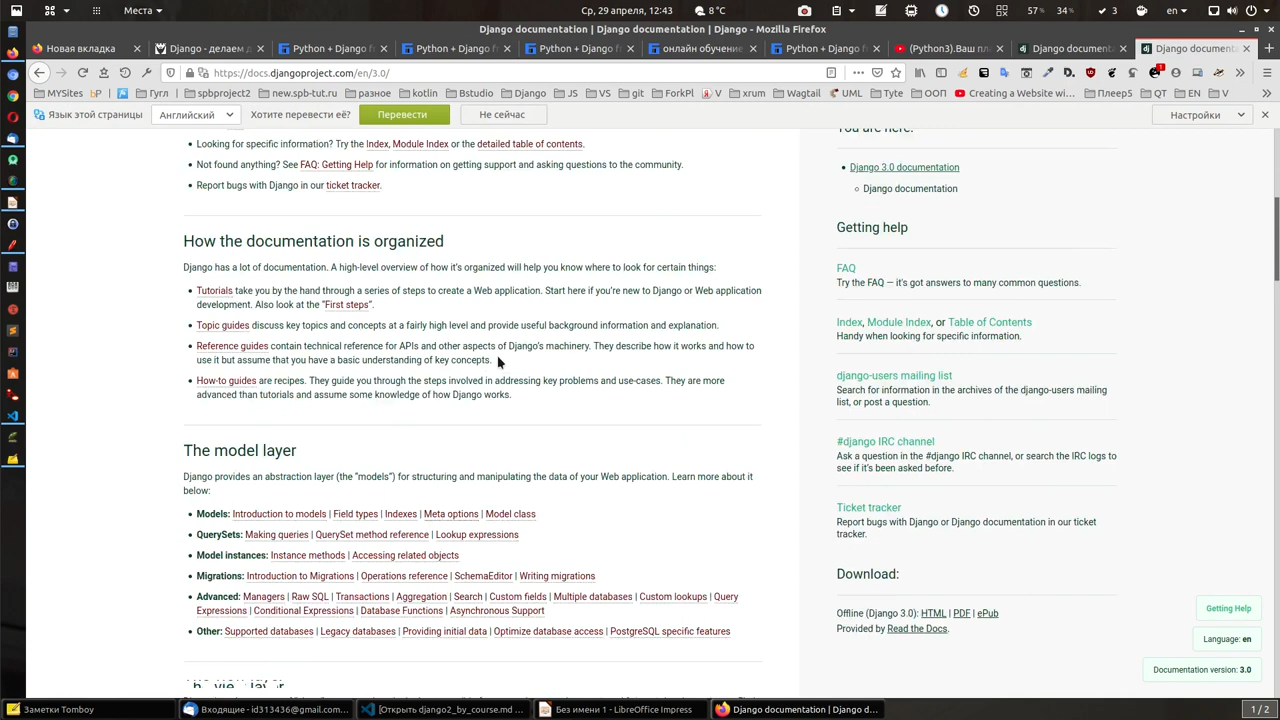 Места
Ср, 29 апреля, 12:43
8°C
57% 34%
3
en
Django documentation | Django documentation | Django - Mozilla Firefox
Новая вкладка
Django - делаем д
Python + Django f
Python + Django f
Python + Django f
онлайн обучение
Python + Django f
(Python3).Ваш пл
Django documenta
Django document
https://docs.djangoproject.com/en/3.0/
MYSites
bP
Гугл
spbproject2
new.spb-tut.ru
разное
kotlin
Bstudio
Django
JS
VS
git
ForkPl
V
xrum
Wagtail
UML
Tyte
ООП
Creating a Website wi
Плеер5
QT
EN
V
Язык этой страницы
Английский
Хотите перевести её?
Перевести
Не сейчас
Настройки
Looking for specific information? Try the Index, Module Index or the detailed table of contents.
Not found anything? See FAQ: Getting Help for information on getting support and asking questions to the community.
Report bugs with Django in our ticket tracker.
How the documentation is organized
Django has a lot of documentation. A high-level overview of how it's organized will help you know where to look for certain things:
Tutorials take you by the hand through a series of steps to create a Web application. Start here if you're new to Django or Web application
development. Also look at the "First steps".
Topic guides discuss key topics and concepts at a fairly high level and provide useful background information and explanation.
Reference guides contain technical reference for APIs and other aspects of Django's machinery. They describe how it works and how to
use it but assume that you have a basic understanding of key concepts.
How-to guides are recipes. They guide you through the steps involved in addressing key problems and use-cases. They are more
advanced than tutorials and assume some knowledge of how Django works.
The model layer
Django provides an abstraction layer (the "models") for structuring and manipulating the data of your Web application. Learn more about it
below:
Models: Introduction to models | Field types | Indexes | Meta options | Model class
QuerySets: Making queries | QuerySet method reference | Lookup expressions
Model instances: Instance methods | Accessing related objects
Migrations: Introduction to Migrations | Operations reference | SchemaEditor | Writing migrations
Advanced: Managers | Raw SQL | Transactions | Aggregation | Search | Custom fields | Multiple databases | Custom lookups | Query
Expressions | Conditional Expressions | Database Functions | Asynchronous Support
Other: Supported databases | Legacy databases | Providing initial data | Optimize database access | PostgreSQL specific features
You are here:
Django 3.0 documentation
Django documentation
Getting help
FAQ
Try the FAQ — it's got answers to many common questions.
Index, Module Index, or Table of Contents
Handy when looking for specific information.
django-users mailing list
Search for information in the archives of the django-users mailing
list, or post a question.
#django IRC channel
Ask a question in the #django IRC channel, or search the IRC logs to
see if it's been asked before.
Ticket tracker
Report bugs with Django or Django documentation in our ticket
tracker.
Download:
Offline (Django 3.0): HTML | PDF | ePub
Provided by Read the Docs.
Getting Help
Language: en
Documentation version: 3.0
Заметки Tomboy
Входящие - id313436@gmail.com...
[Открыть django2_by_course.md ...
Без имени 1 - LibreOffice Impress
Django documentation | Django d...
1 / 2